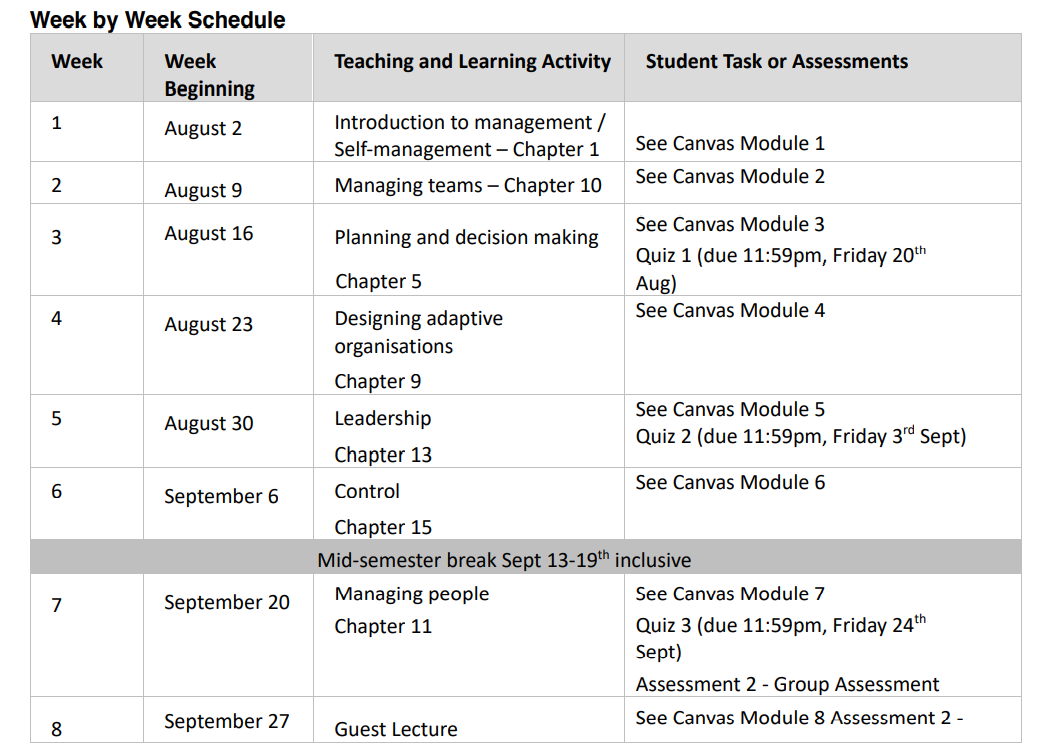 Week by Week Schedule
Week
Week
Beginning
Teaching and Learning Activity
Student Task or Assessments
1
August 2
Introduction to management /
Self-management – Chapter 1
See Canvas Module 1
2
August 9
Managing teams – Chapter 10
See Canvas Module 2
3
August 16
Planning and decision making
Chapter 5
See Canvas Module 3
Quiz 1 (due 11:59pm, Friday 20th
Aug)
4
August 23
Designing adaptive
organisations
Chapter 9
See Canvas Module 4
5
August 30
Leadership
Chapter 13
See Canvas Module 5
Quiz 2 (due 11:59pm, Friday 3rd Sept)
6
September 6
Control
Chapter 15
See Canvas Module 6
Mid-semester break Sept 13-19th inclusive
7
September 20
Managing people
Chapter 11
See Canvas Module 7
Quiz 3 (due 11:59pm, Friday 24th
Sept)
Assessment 2 - Group Assessment
8
September 27
Guest Lecture
See Canvas Module 8 Assessment 2 -